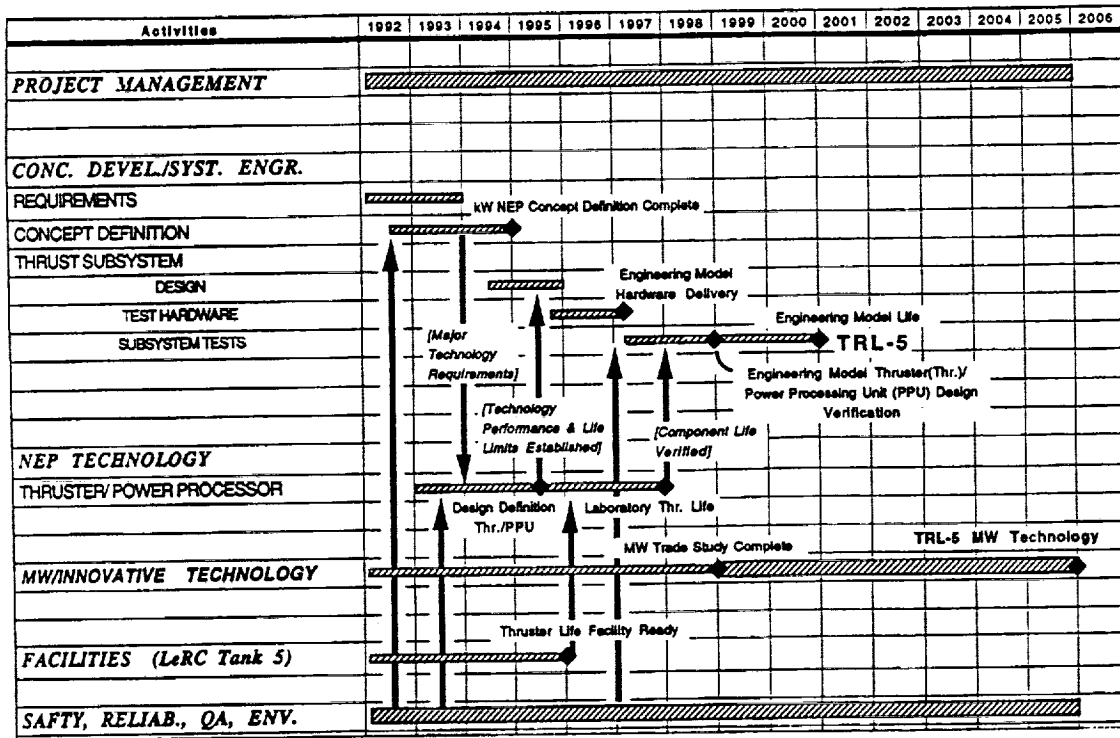 Activities 1992 1993 1994 1995 1996 1997 1998 1999 2000 2001 2002 2003 2004 2005 2006
PROJECT MANAGEMENT
CONC. DEVEL./SYST. ENGR.
REQUIREMENTS
kW NEP Concept Definition Complete
CONCEPT DEFINITION
THRUST SUBSYSTEM
Engineering Model
Hardware Delivery
DESIGN
TEST HARDWARE
Engineering Model Life
SUBSYSTEM TESTS
TRL-5
[Major
Technology
Requirements]
Engineering Model Thruster(Thr.)/
Power Processing Unit (PPU) Design
Verification
[Technology
Performance & Life
Limits Established]
[Component Life
Verified]
NEP TECHNOLOGY
THRUSTER/POWER PROCESSOR
Design Definition
Thr./PPU
Laboratory Thr. Life
MW Trade Study Complete
TRL-5 MW Technology
MW/INNOVATIVE TECHNOLOGY
Thruster Life Facility Ready
FACILITIES (LeRC Tank 5)
SAFTY, RELIAB., QA, ENV.